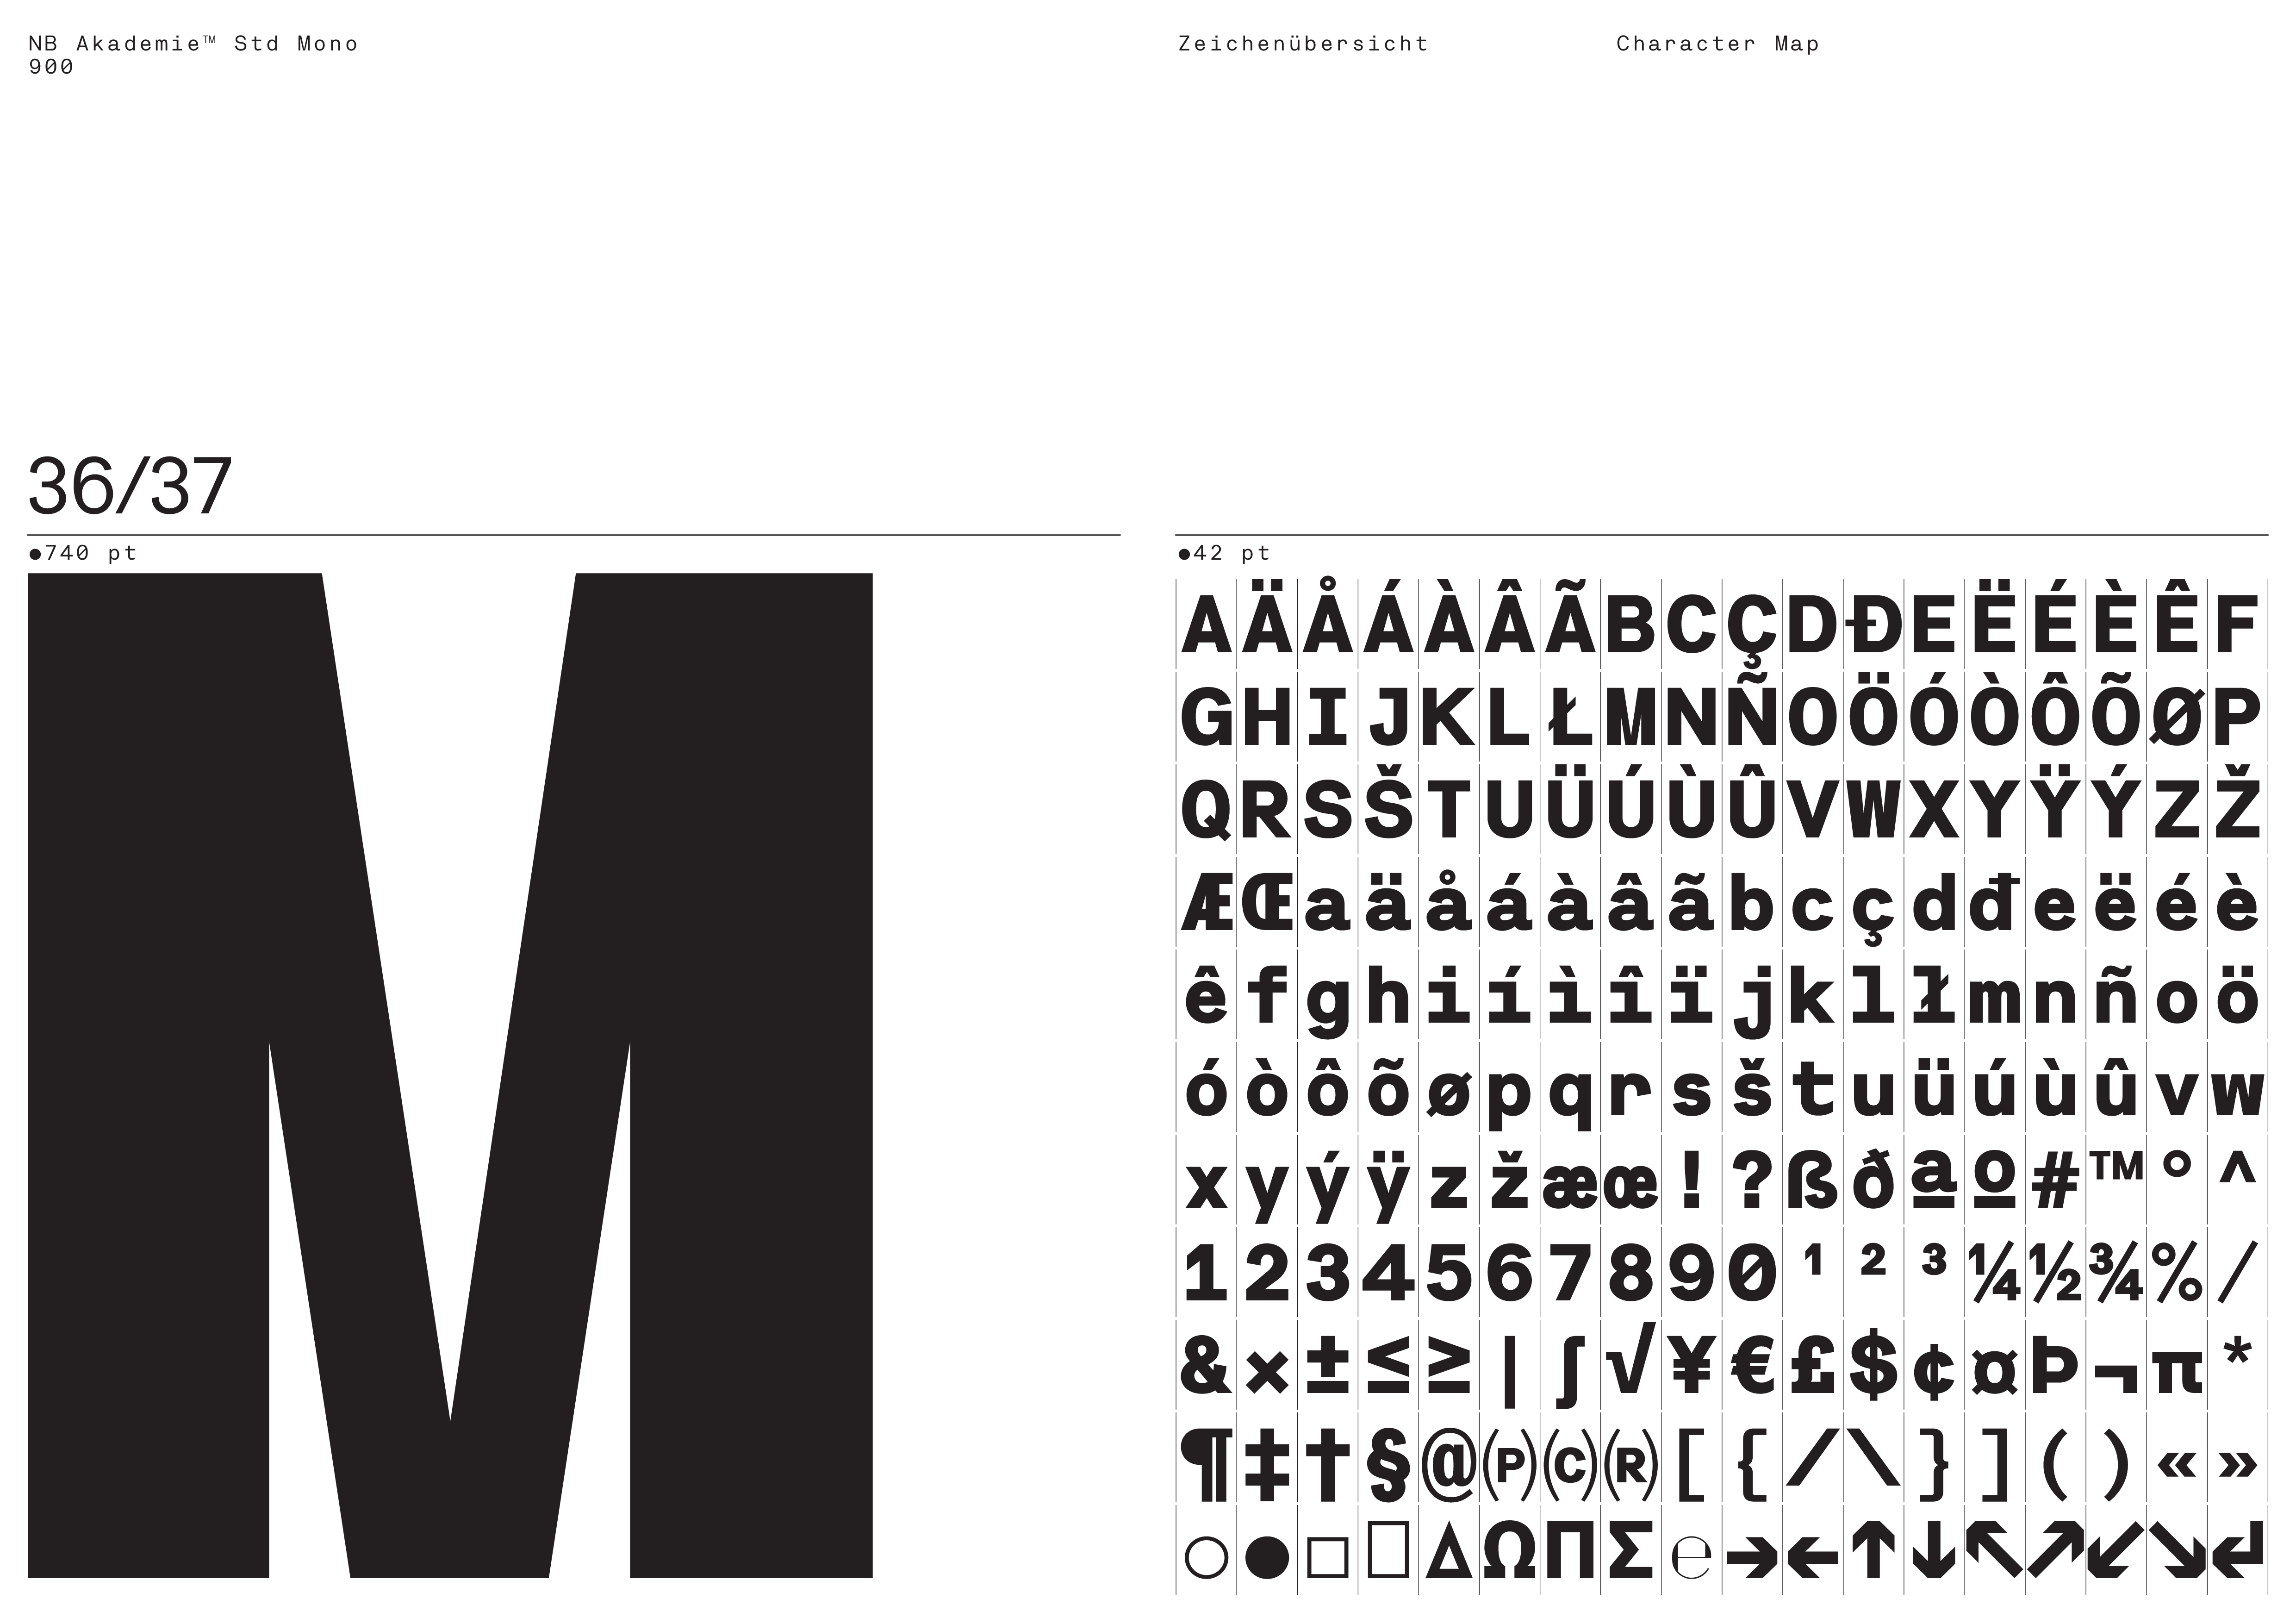 NB Akademie™ Std Mono
900
Zeichenübersicht
Character Map
36/37
●740 pt
M
●42 pt
A Ä Å Á À Â Ã B C Ç D Đ E Ë É È Ê F
G H I J K L Ł M N Ñ O Ö Ó Ò Ô Õ Ø P
Q R S Š T U Ü Ú Ù Û V W X Y Ÿ Ý Z Ž
Æ Œ a ä å á à â ã b c ç d đ e ë é è
ê f g h i í ì î ï j k l ł m n ñ o ö
ó ò ô õ ø p q r s š t u ü ú ù û v w
x y ý ÿ z ž æ œ ! ? ß ð ª º # ™ ° ^
1 2 3 4 5 6 7 8 9 0 ¹ ² ³ ¼ ½ ¾ % /
& × ± ≤ ≥ | ∫ √ ¥ € £ $ ¢ ¤ Þ ¬ π *
¶ ‡ † § @ ℗ © ® [ { / \ } ] ( ) « »
○ ● □ ▯ Δ Ω Π Σ ℮ → ← ↑ ↓ ↖ ↗ ↙ ↘ ↲